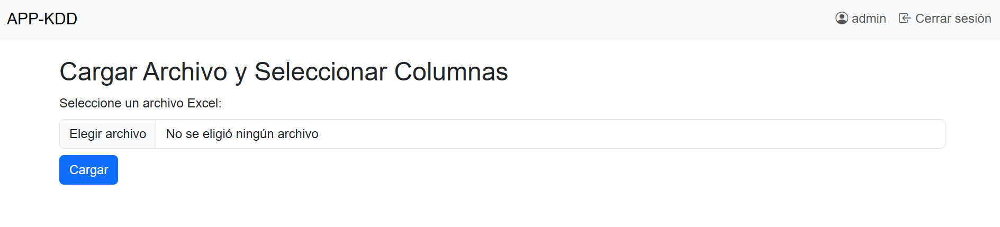 APP-KDD admin Cerrar sesión
Cargar Archivo y Seleccionar Columnas
Seleccione un archivo Excel:
Elegir archivo No se eligió ningún archivo
Cargar